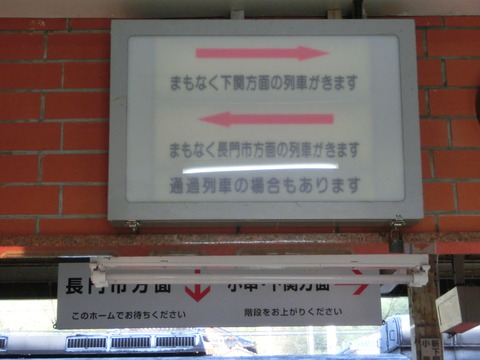 まもなく下関方面の列車がきます
まもなく長門市方面の列車がきます
通過列車の場合もあります
長門市方面 小串・下関方面
このホームでお待ちください 階段をお上がりください